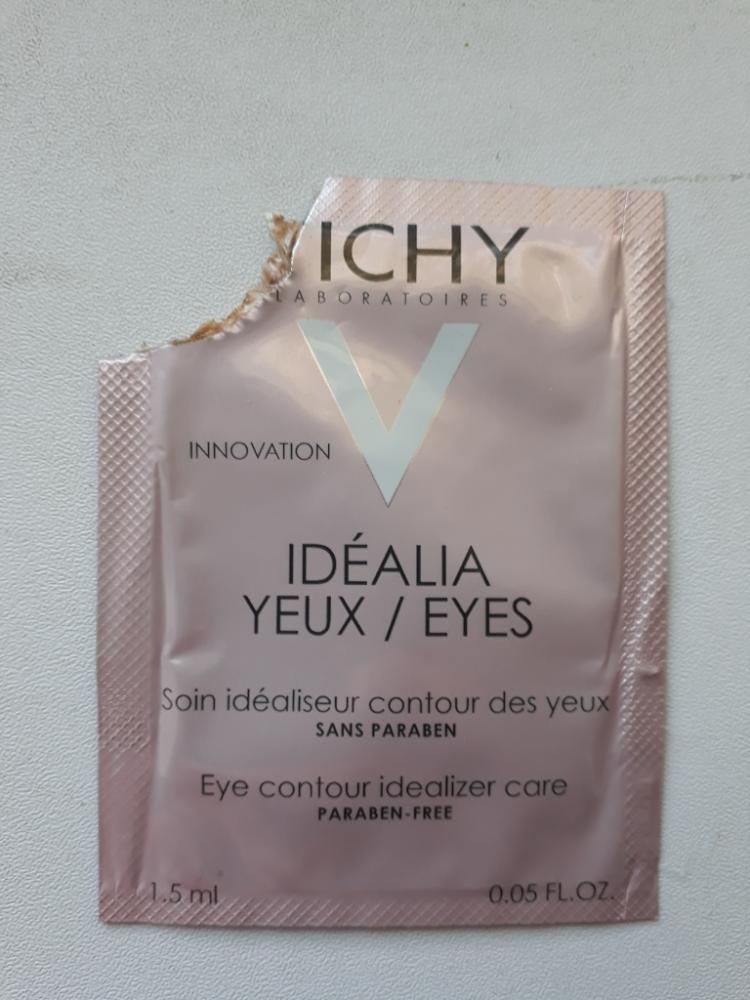 ICHY
LABORATOIRES
V
INNOVATION
IDÉALIA
YEUX / EYES
Soin idéaliseur contour des yeux
SANS PARABEN
Eye contour idealizer care
PARABEN-FREE
1.5 ml 0.05 FL.OZ.